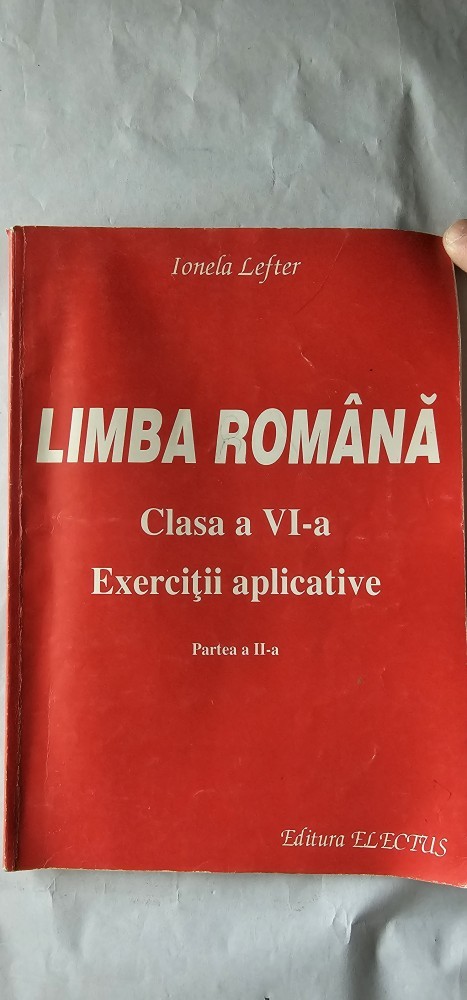 Ionela Lefter
LIMBA ROMÂNĂ
Clasa a VI-a
Exerciţii aplicative
Partea a II-a
Editura ELECTUS